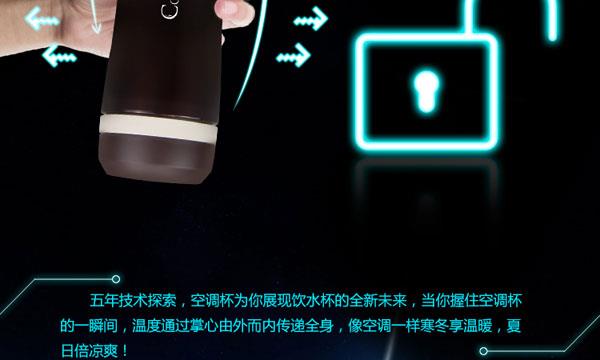 五年技术探索，空调杯为你展现饮水杯的全新未来，当你握住空调杯
的一瞬间，温度通过掌心由外而内传递全身，像空调一样寒冬享温暖，夏
日倍凉爽！